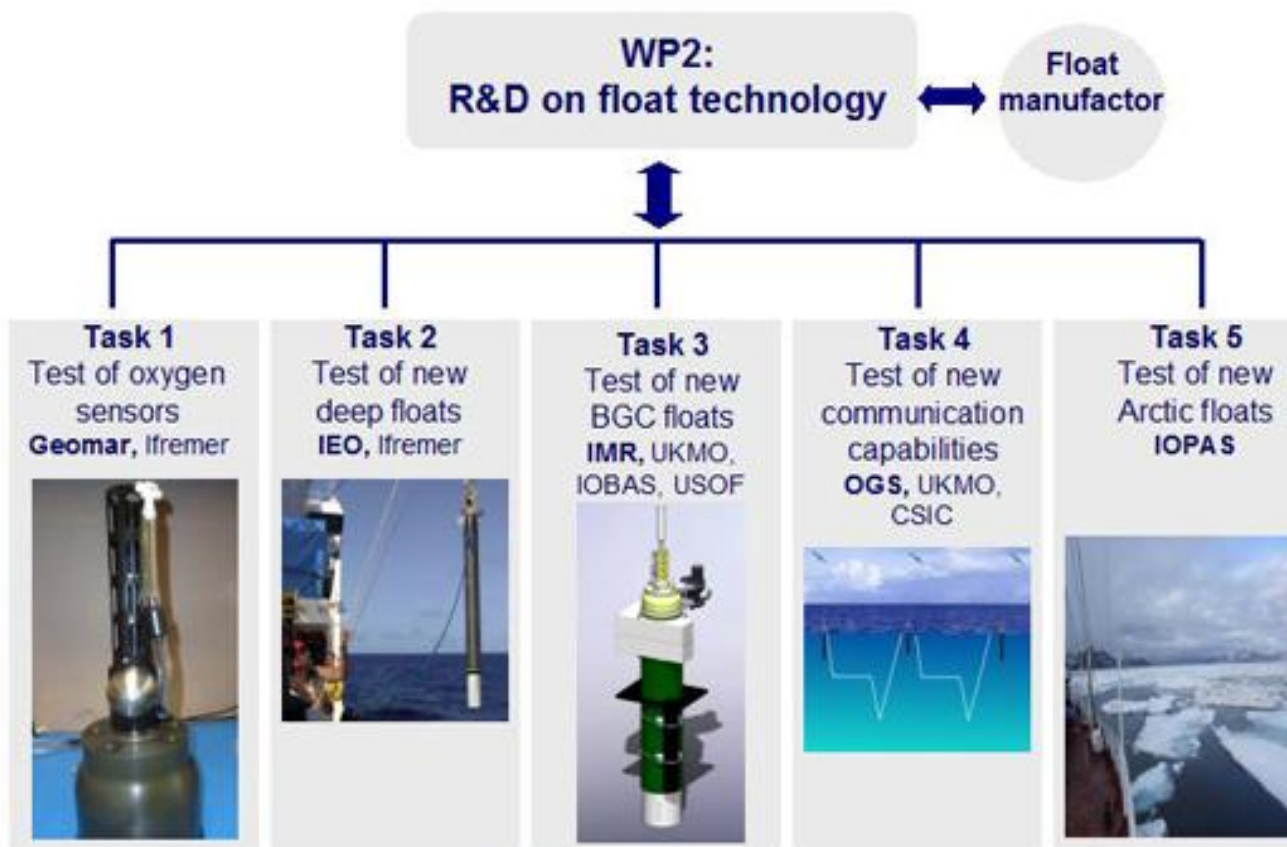 WP2:
R&D on float technology
Float
manufactor
Task 1
Test of oxygen
sensors
Geomar, Ifremer
Task 2
Test of new
deep floats
IEO, Ifremer
Task 3
Test of new
BGC floats
IMR, UKMO,
IOBAS, USOF
Task 4
Test of new
communication
capabilities
OGS, UKMO,
CSIC
Task 5
Test of new
Arctic floats
IOPAS